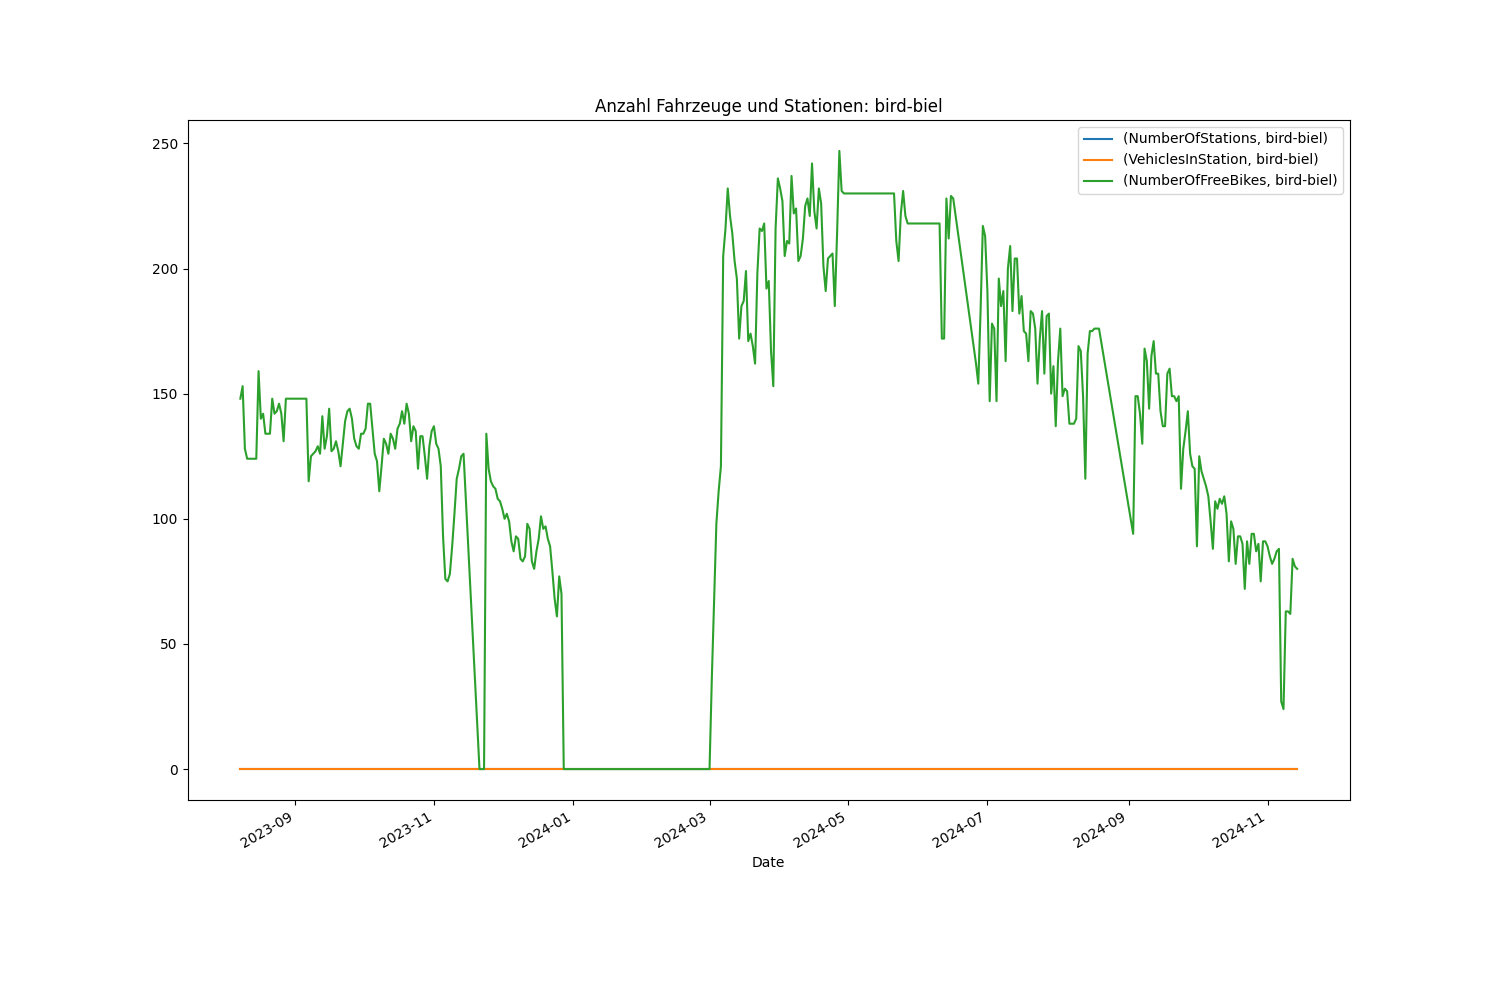 Anzahl Fahrzeuge und Stationen: bird-biel
(NumberOfStations, bird-biel)
(VehiclesInStation, bird-biel)
(NumberOfFreeBikes, bird-biel)
250
200
150
100
50
0
2023-09
2023-11
2024-01
2024-03
2024-05
2024-07
2024-09
2024-11
Date